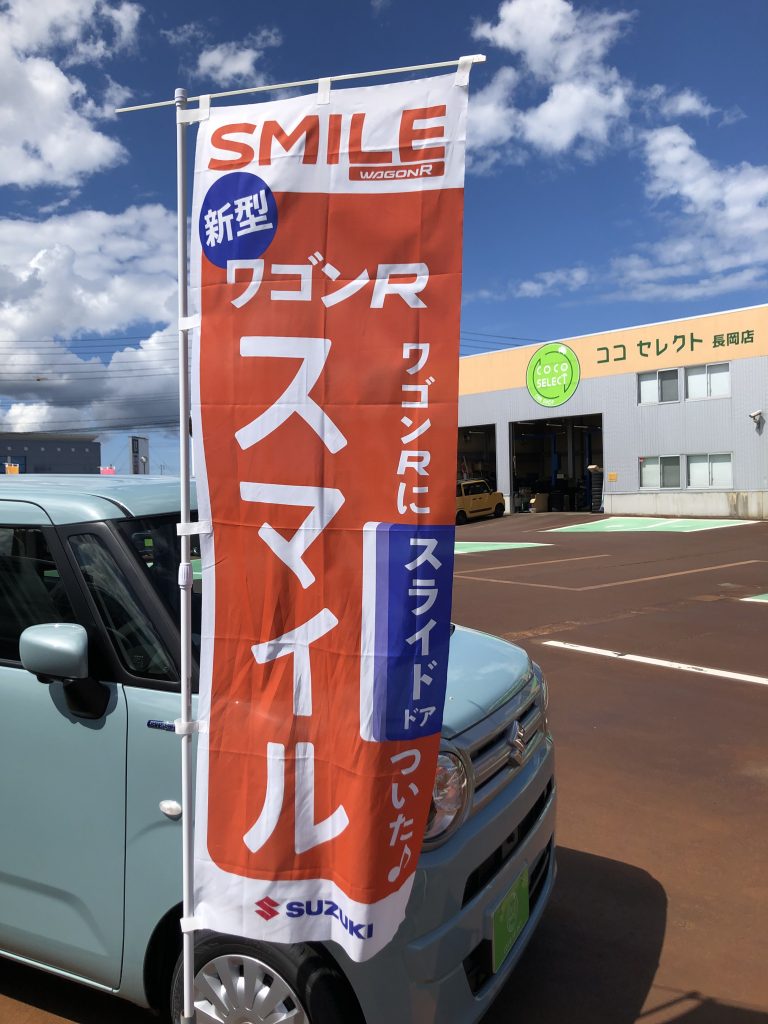 SMILE
WAGONR
新型
ワゴンR
スマイル
ワゴンRに
スライドドア
ついた♪
SUZUKI
COCO
SELECT
ココ セレクト 長岡店